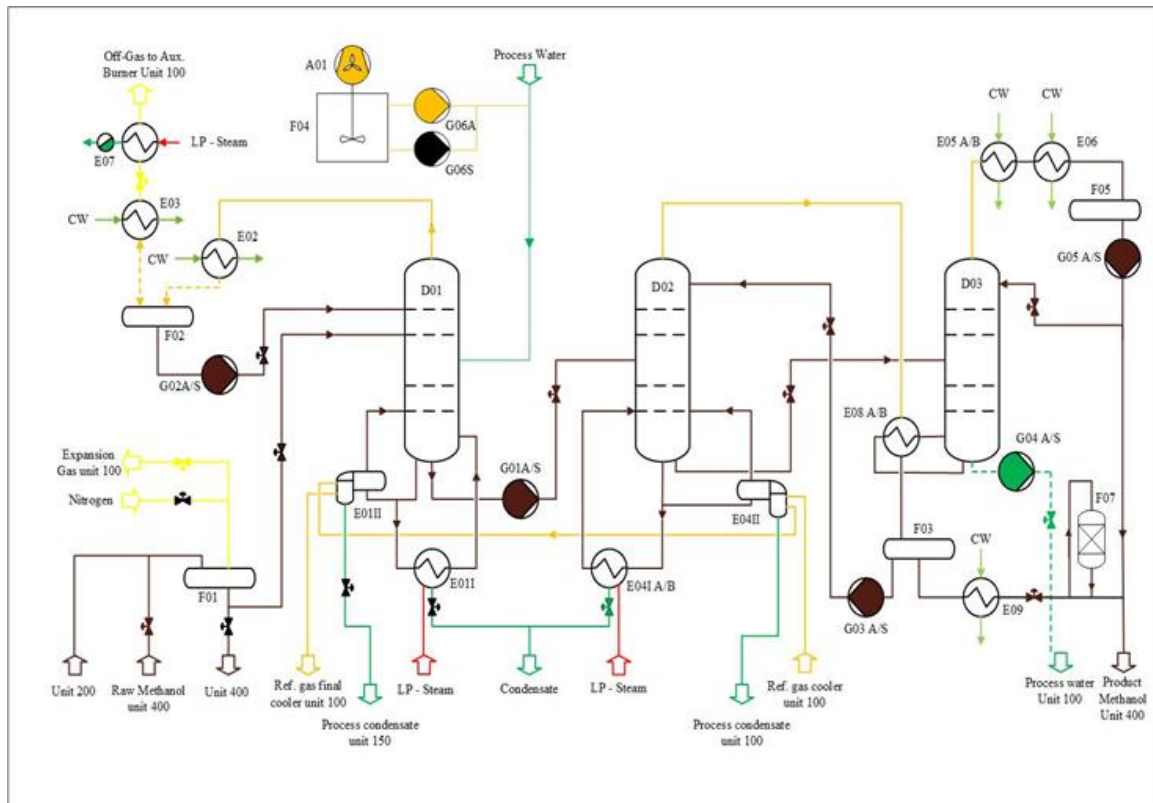 Off-Gas to Aux.
Burner Unit 100
A01
Process Water
CW
CW
F04
G06A
G06S
LP - Steam
E07
E05 A/B
E06
F05
CW
E03
E02
CW
G05 A/S
D01
D02
D03
F02
G02A/S
E08 A/B
G04 A/S
Expansion
Gas unit 100
Nitrogen
G01A/S
F07
E01II
E04II
F03
CW
F01
E01I
E04I A/B
G03 A/S
E09
Unit 200
Raw Methanol
unit 400
Unit 400
Ref. gas final
cooler unit 100
LP - Steam
Condensate
LP - Steam
Ref. gas cooler
unit 100
Process water
Unit 100
Product
Methanol
Unit 400
Process condensate
unit 150
Process condensate
unit 100